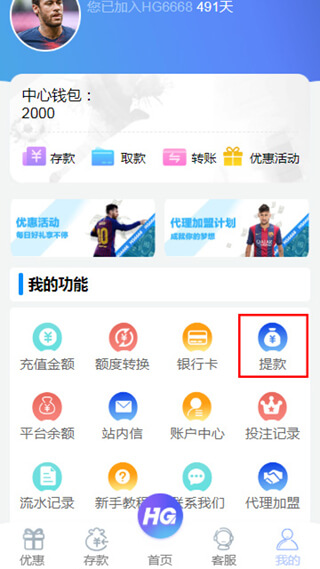 您已加入HG6668 491天
中心钱包：
2000
存款 取款 转账 优惠活动
优惠活动 代理加盟计划
每日好礼享不停 成就你的梦想
我的功能
充值金额 额度转换 银行卡 提款
平台余额 站内信 账户中心 投注记录
流水记录 新手教程 联系我们 代理加盟
HG
优惠 存款 首页 客服 我的